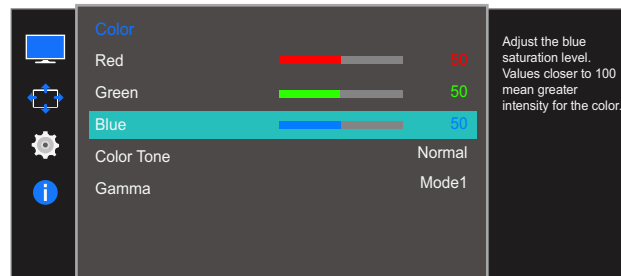 Color
Red 50
Green 50
Blue 50
Color Tone Normal
Gamma Mode1
Adjust the blue
saturation level.
Values closer to 100
mean greater
intensity for the color.